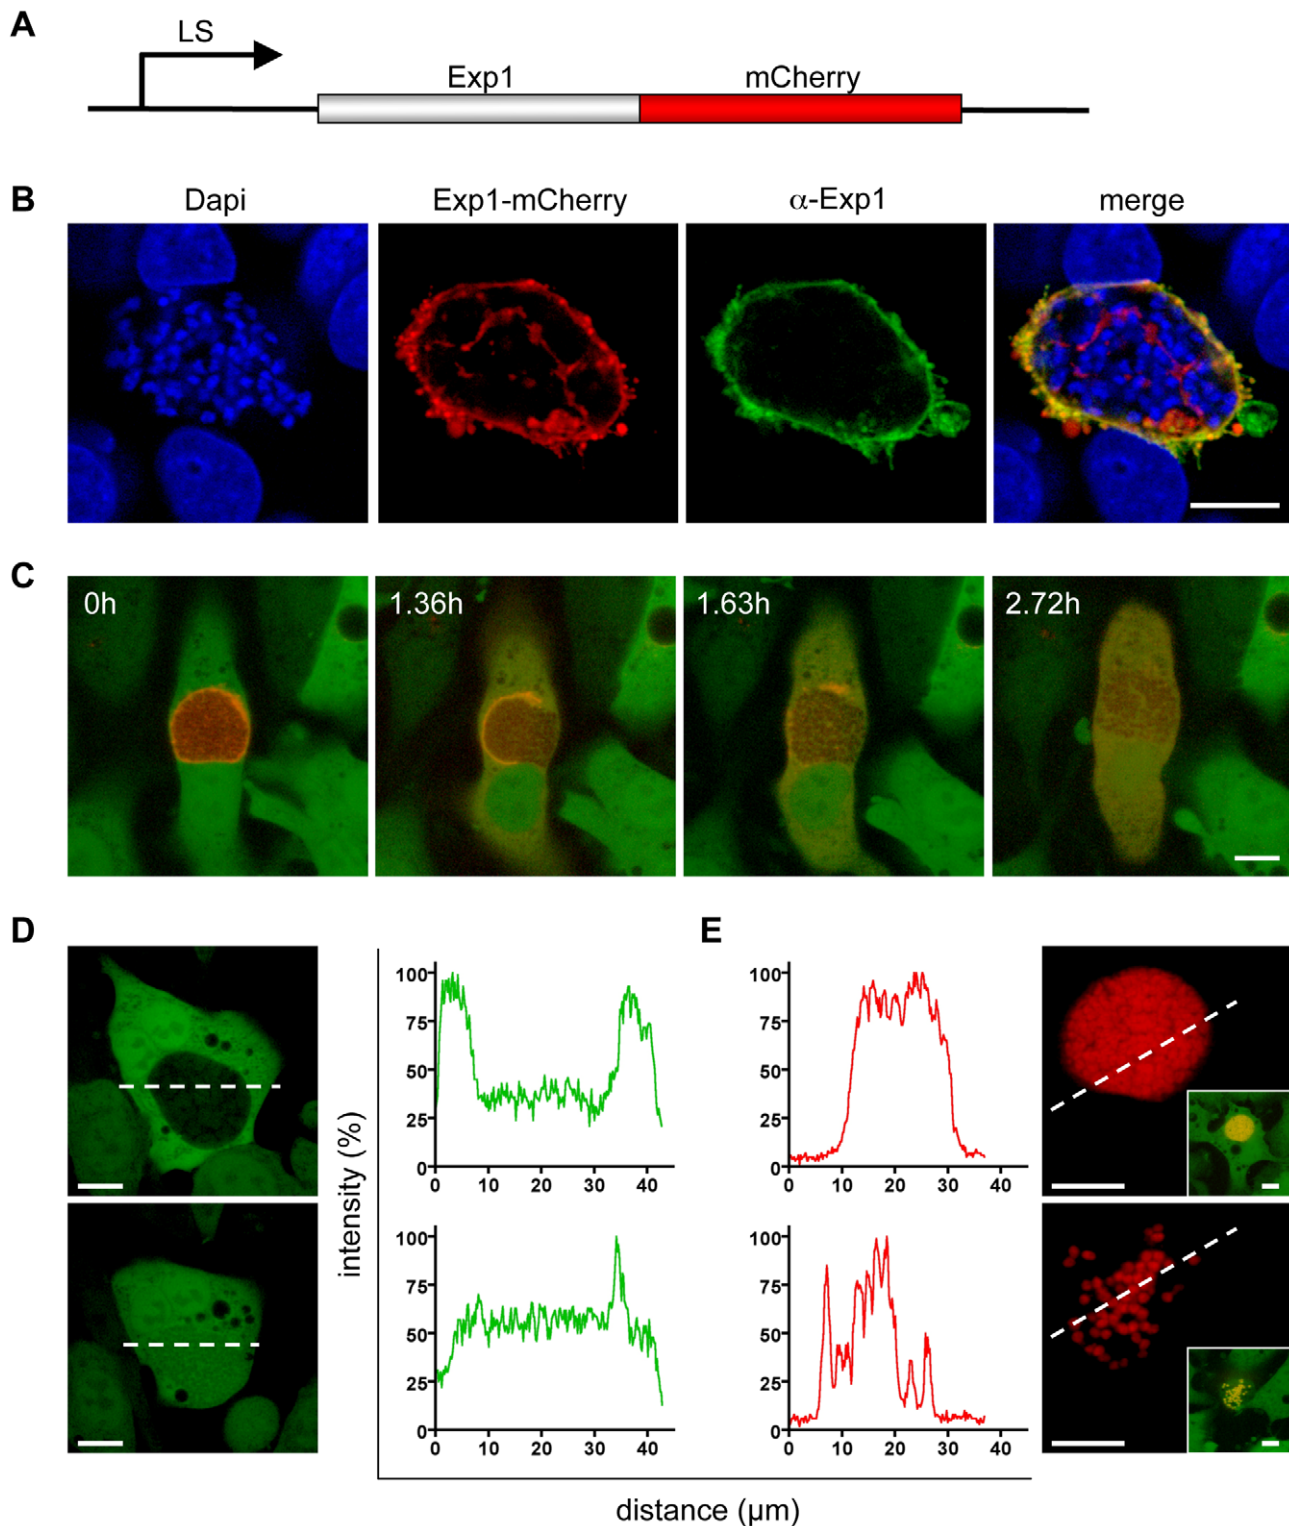 A
LS
Exp1 mCherry
B
Dapi Exp1-mCherry α-Exp1 merge
C
0h 1.36h 1.63h 2.72h
D E
intensity (%)
100 100
75 75
50 50
25 25
0 0
0 10 20 30 40 0 10 20 30 40
100 100
75 75
50 50
25 25
0 0
0 10 20 30 40 0 10 20 30 40
distance (µm)